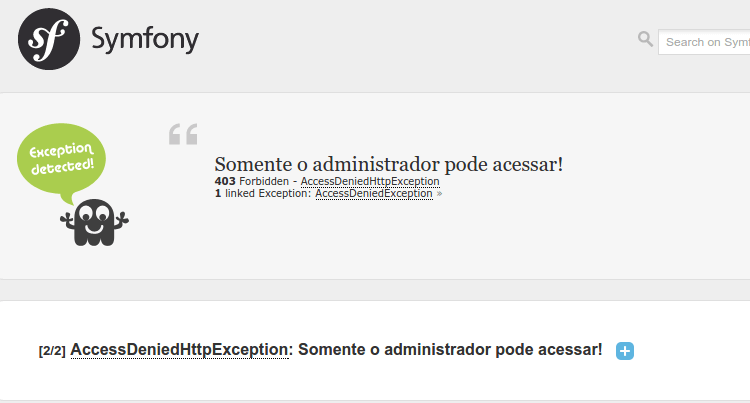 sf Symfony
Search on Symf
Exception
detected!
“
Somente o administrador pode acessar!
403 Forbidden - AccessDeniedHttpException
1 linked Exception: AccessDeniedException »
[2/2] AccessDeniedHttpException: Somente o administrador pode acessar!